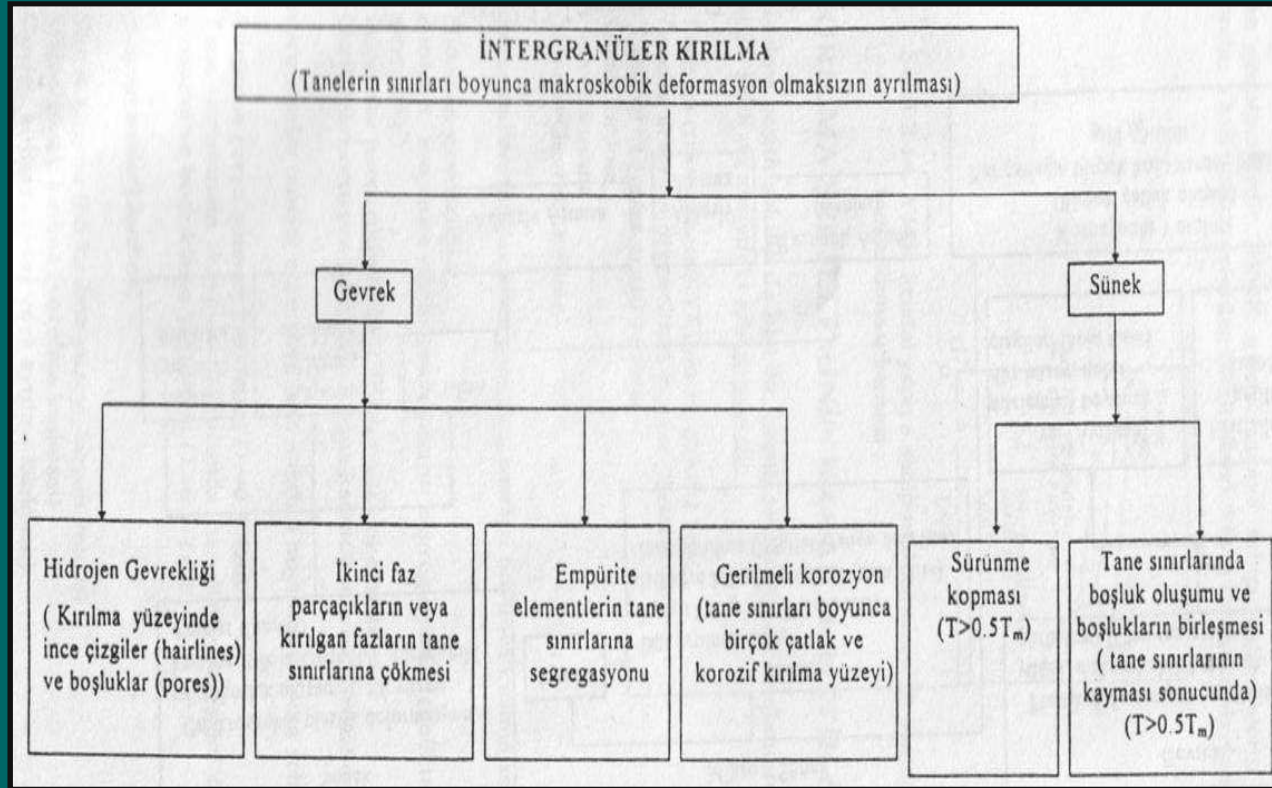 İNTERGRANÜLER KIRILMA
(Tanelerin sınırları boyunca makroskobik deformasyon olmaksızın ayrılması)
Gevrek
Sünek
Hidrojen Gevrekliği
( Kırılma yüzeyinde
ince çizgiler (hairlines)
ve boşluklar (pores))
İkinci faz
parçaçıkların veya
kırılgan fazların tane
sınırlarına çökmesi
Empürite
elementlerin tane
sınırlarına
segregasyonu
Gerilmeli korozyon
(tane sınırları boyunca
birçok çatlak ve
korozif kırılma yüzeyi)
Sürünme
kopması
(T>0.5Tₘ)
Tane sınırlarında
boşluk oluşumu ve
boşlukların birleşmesi
( tane sınırlarının
kayması sonucunda)
(T>0.5Tₘ)